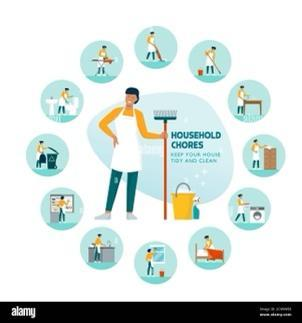 HOUSEHOLD
CHORES
KEEP YOUR HOUSE
TIDY AND CLEAN
alamy